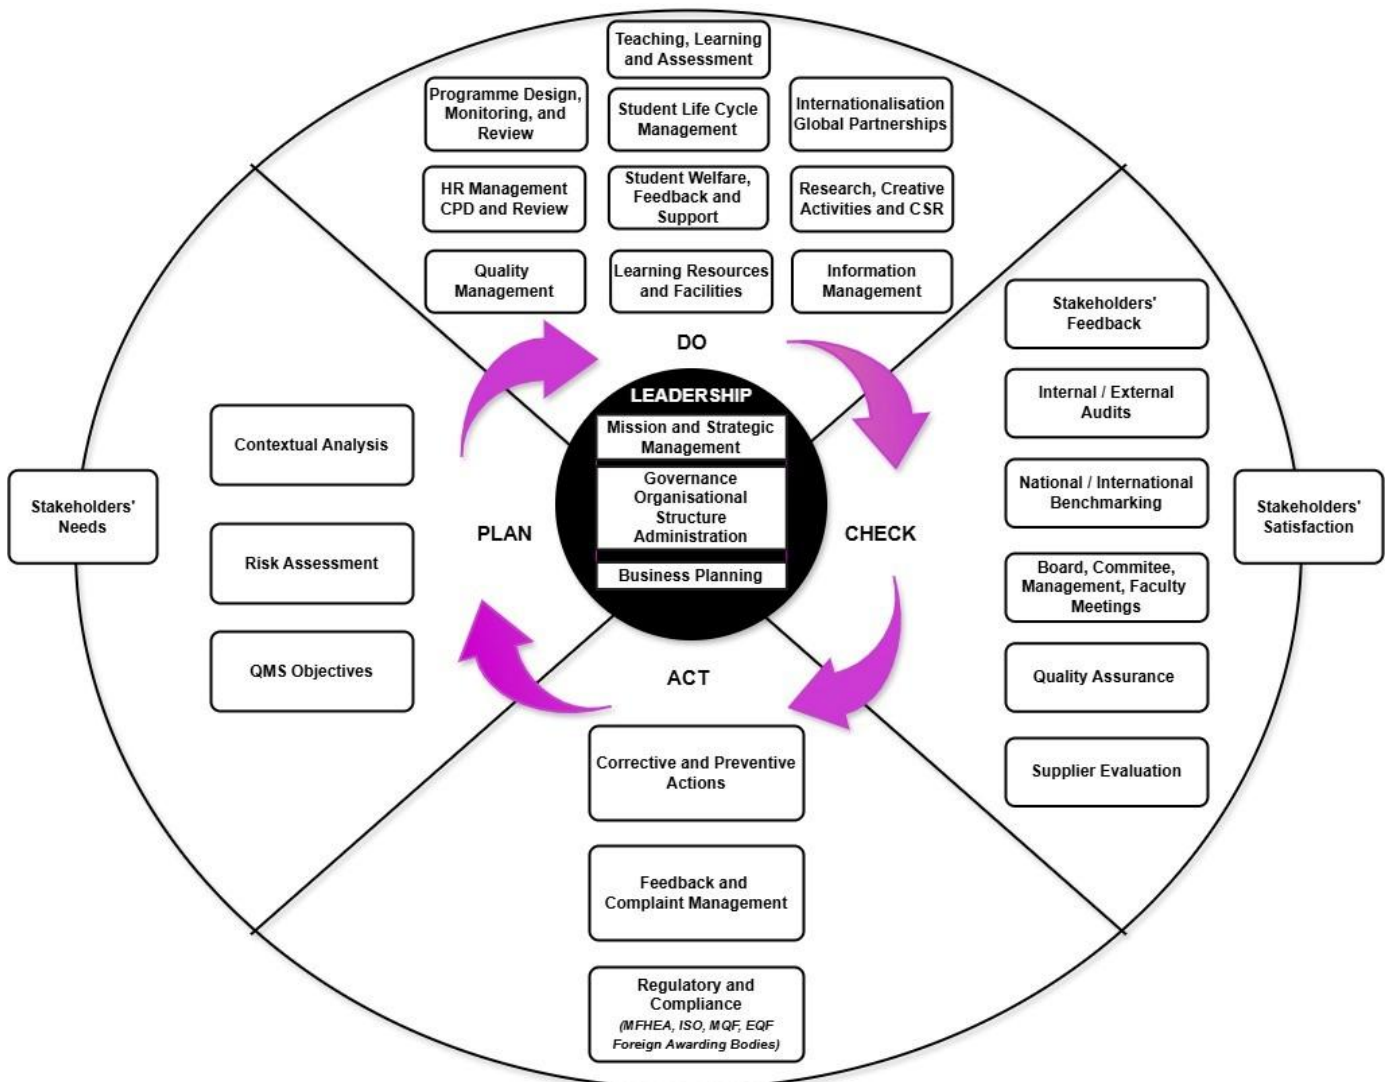 Teaching, Learning
and Assessment
Programme Design,
Monitoring, and
Review
Student Life Cycle
Management
Internationalisation
Global Partnerships
HR Management
CPD and Review
Student Welfare,
Feedback and
Support
Research, Creative
Activities and CSR
Quality
Management
Learning Resources
and Facilities
Information
Management
DO
LEADERSHIP
Mission and Strategic
Management
Governance
Organisational
Structure
Administration
Business Planning
PLAN
CHECK
ACT
Stakeholders'
Needs
Contextual Analysis
Risk Assessment
QMS Objectives
Stakeholders'
Feedback
Internal / External
Audits
National / International
Benchmarking
Board, Commitee,
Management, Faculty
Meetings
Quality Assurance
Supplier Evaluation
Stakeholders'
Satisfaction
Corrective and Preventive
Actions
Feedback and
Complaint Management
Regulatory and
Compliance
(MFHEA, ISO, MQF, EQF
Foreign Awarding Bodies)